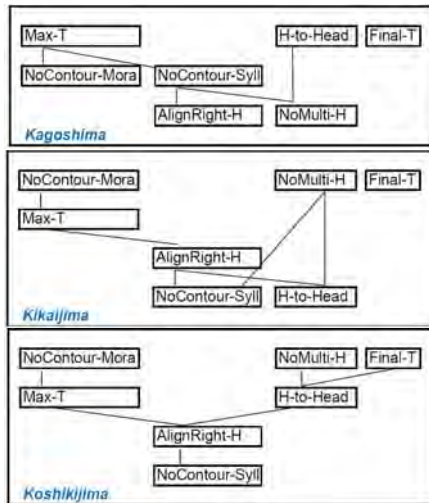 Max-T H-to-Head Final-T
NoContour-Mora NoContour-Syll
AlignRight-H NoMulti-H
Kagoshima
NoContour-Mora NoMulti-H Final-T
Max-T
AlignRight-H
NoContour-Syll H-to-Head
Kikaijima
NoContour-Mora NoMulti-H Final-T
Max-T H-to-Head
AlignRight-H
NoContour-Syll
Koshikijima